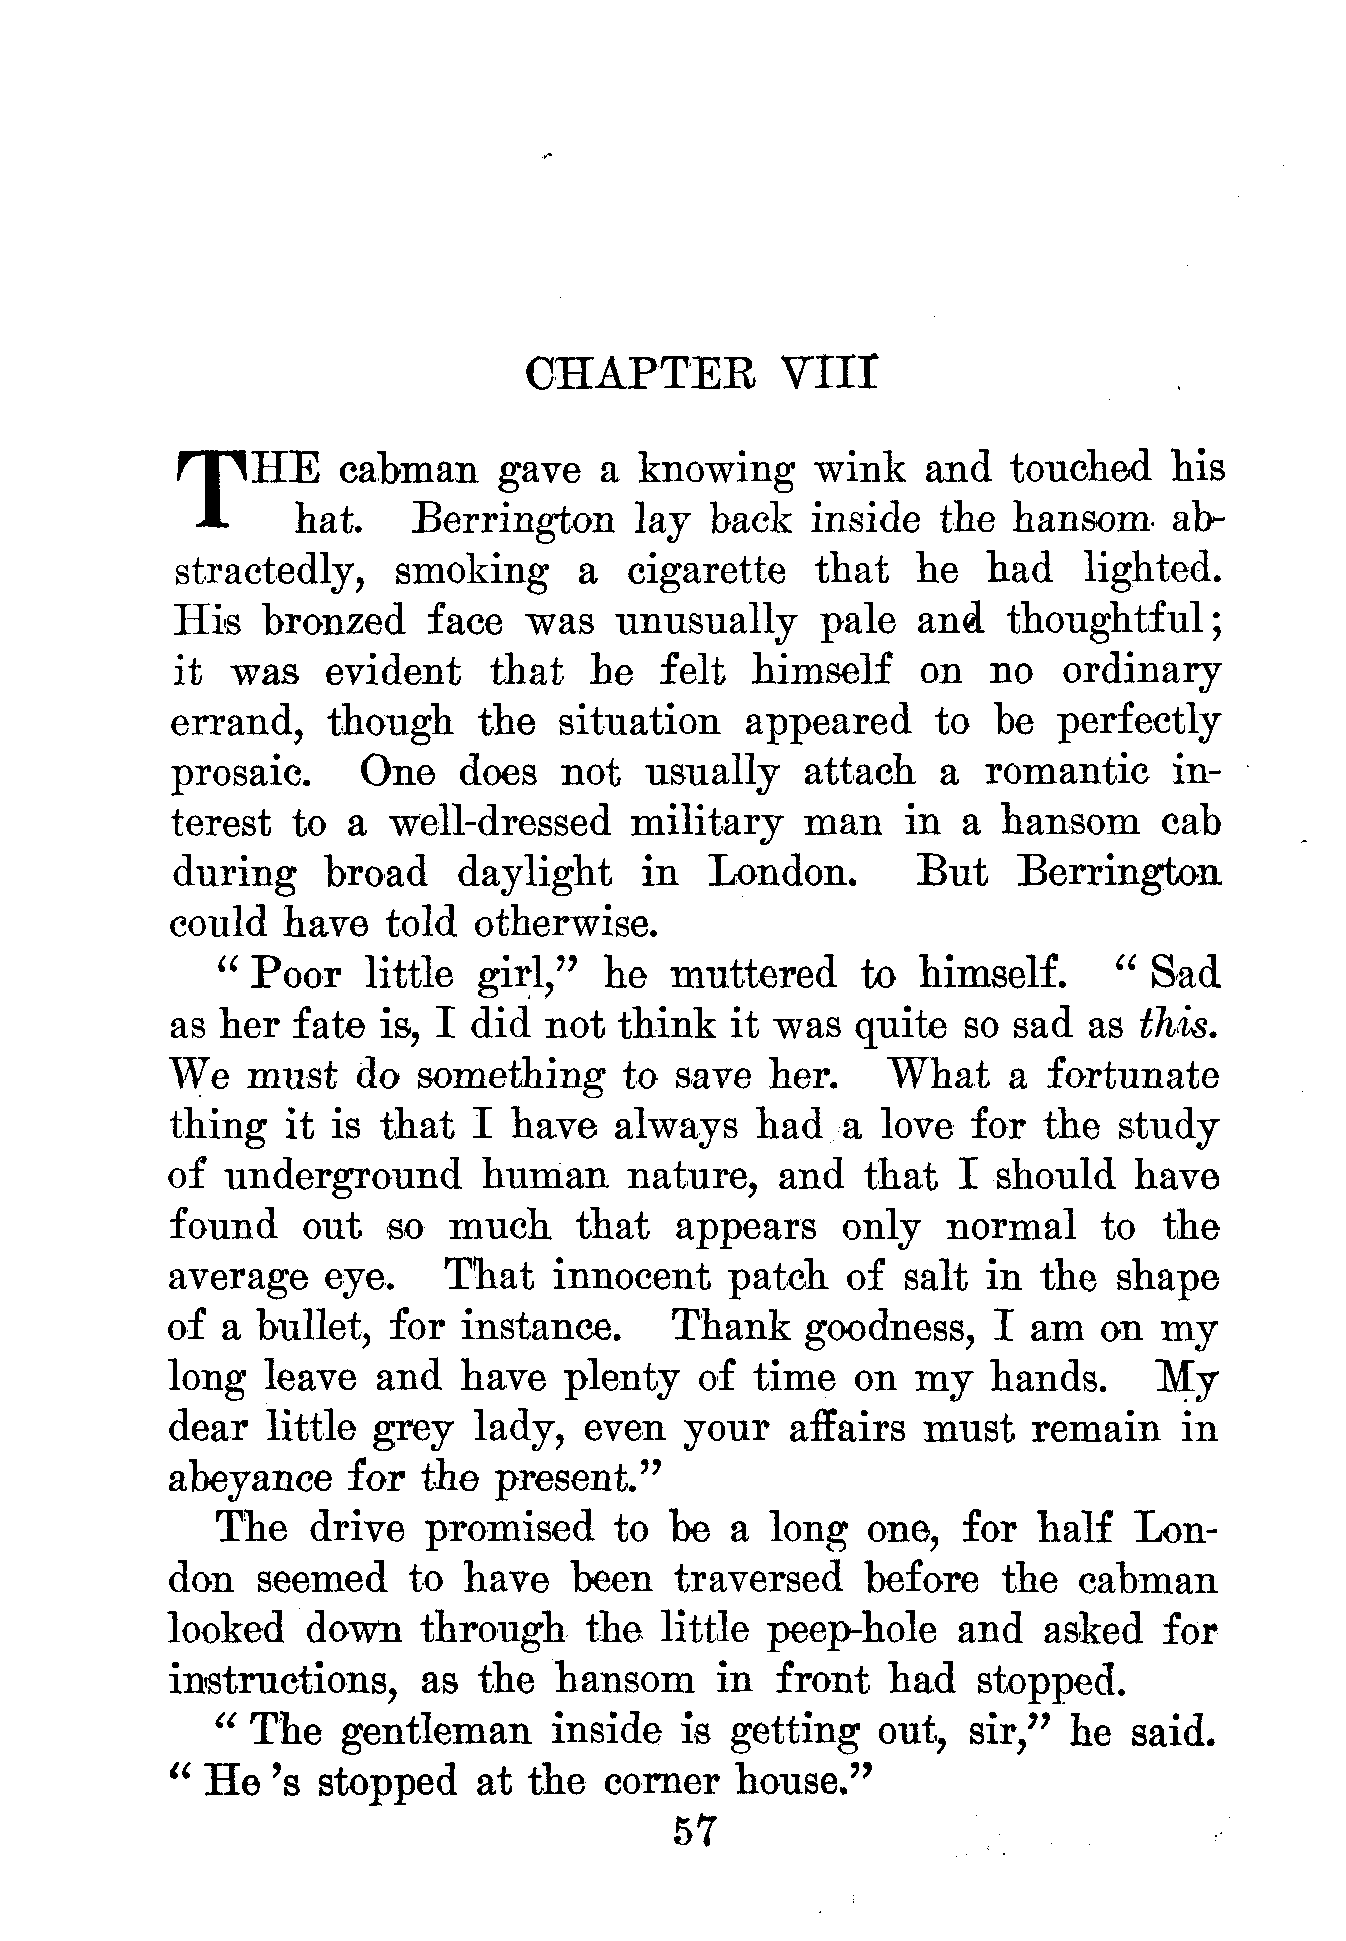 CHAPTER VIII
THE cabman gave a knowing wink and touched his
hat. Berrington lay back inside the hansom ab-
stractedly, smoking a cigarette that he had lighted.
His bronzed face was unusually pale and thoughtful;
it was evident that he felt himself on no ordinary
errand, though the situation appeared to be perfectly
prosaic. One does not usually attach a romantic in-
terest to a well-dressed military man in a hansom cab
during broad daylight in London. But Berrington
could have told otherwise.
"Poor little girl," he muttered to himself. "Sad
as her fate is, I did not think it was quite so sad as this.
We must do something to save her. What a fortunate
thing it is that I have always had a love for the study
of underground human nature, and that I should have
found out so much that appears only normal to the
average eye. That innocent patch of salt in the shape
of a bullet, for instance. Thank goodness, I am on my
long leave and have plenty of time on my hands. My
dear little grey lady, even your affairs must remain in
abeyance for the present."
The drive promised to be a long one, for half Lon-
don seemed to have been traversed before the cabman
looked down through the little peep-hole and asked for
instructions, as the hansom in front had stopped.
"The gentleman inside is getting out, sir," he said.
"He 's stopped at the corner house."
57